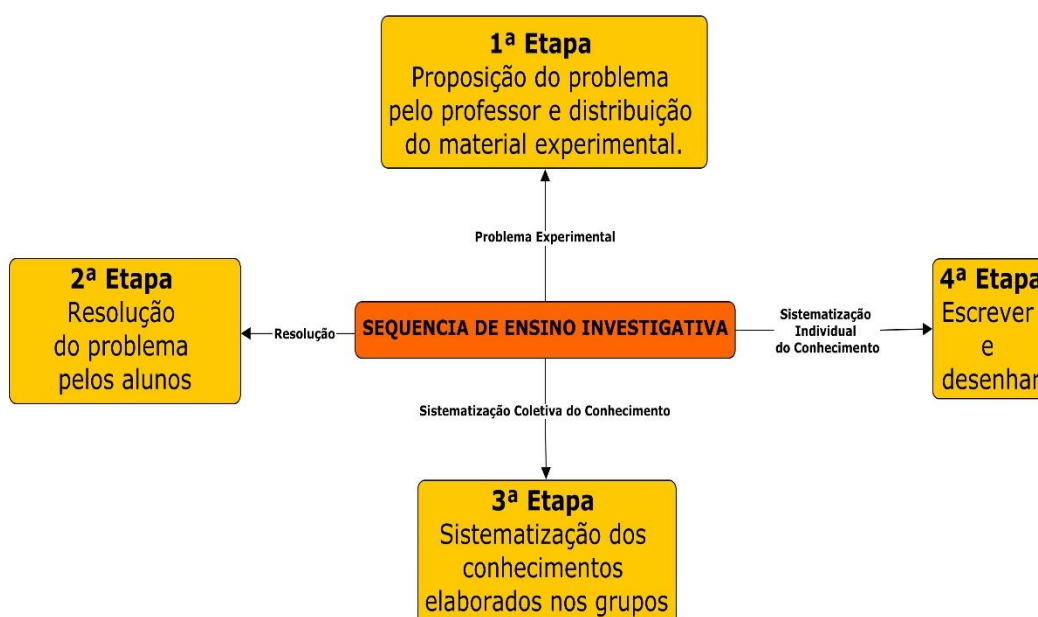 1ª Etapa
Proposição do problema
pelo professor e distribuição
do material experimental.
Problema Experimental
2ª Etapa
Resolução
do problema
pelos alunos
Resolução
SEQUENCIA DE ENSINO INVESTIGATIVA
Sistematização
Individual
do Conhecimento
4ª Etapa
Escrever
e
desenhar
Sistematização Coletiva do Conhecimento
3ª Etapa
Sistematização dos
conhecimentos
elaborados nos grupos